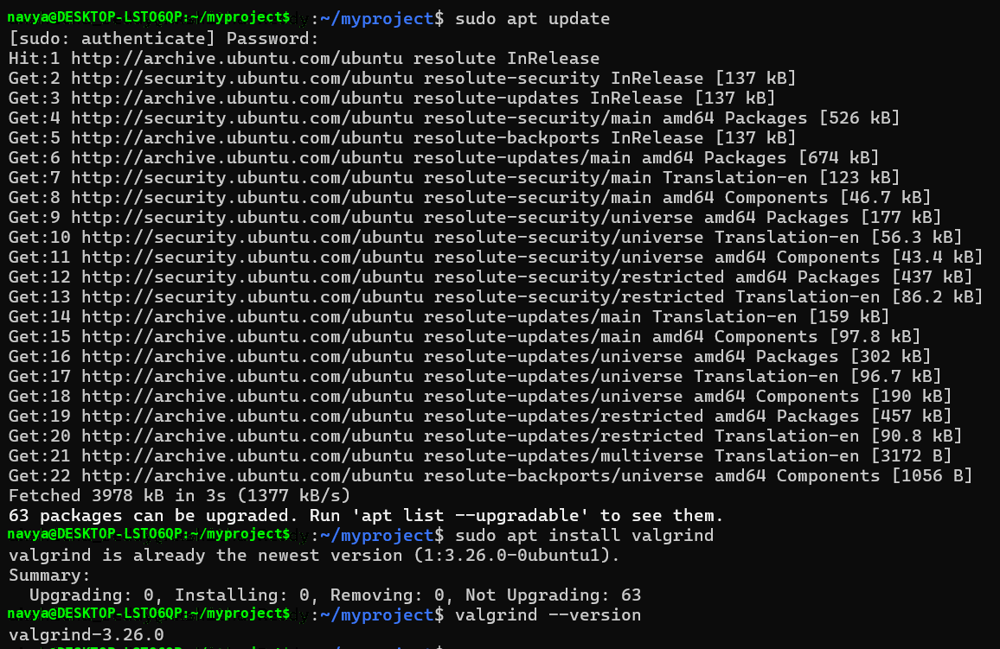 navya@DESKTOP-LSTO6QP:~/myproject$ :~/myproject$ sudo apt update
[sudo: authenticate] Password:
Hit:1 http://archive.ubuntu.com/ubuntu resolute InRelease
Get:2 http://security.ubuntu.com/ubuntu resolute-security InRelease [137 kB]
Get:3 http://archive.ubuntu.com/ubuntu resolute-updates InRelease [137 kB]
Get:4 http://security.ubuntu.com/ubuntu resolute-security/main amd64 Packages [526 kB]
Get:5 http://archive.ubuntu.com/ubuntu resolute-backports InRelease [137 kB]
Get:6 http://archive.ubuntu.com/ubuntu resolute-updates/main amd64 Packages [674 kB]
Get:7 http://security.ubuntu.com/ubuntu resolute-security/main Translation-en [123 kB]
Get:8 http://security.ubuntu.com/ubuntu resolute-security/main amd64 Components [46.7 kB]
Get:9 http://security.ubuntu.com/ubuntu resolute-security/universe amd64 Packages [177 kB]
Get:10 http://security.ubuntu.com/ubuntu resolute-security/universe Translation-en [56.3 kB]
Get:11 http://security.ubuntu.com/ubuntu resolute-security/universe amd64 Components [43.4 kB]
Get:12 http://security.ubuntu.com/ubuntu resolute-security/restricted amd64 Packages [437 kB]
Get:13 http://security.ubuntu.com/ubuntu resolute-security/restricted Translation-en [86.2 kB]
Get:14 http://archive.ubuntu.com/ubuntu resolute-updates/main Translation-en [159 kB]
Get:15 http://archive.ubuntu.com/ubuntu resolute-updates/main amd64 Components [97.8 kB]
Get:16 http://archive.ubuntu.com/ubuntu resolute-updates/universe amd64 Packages [302 kB]
Get:17 http://archive.ubuntu.com/ubuntu resolute-updates/universe Translation-en [96.7 kB]
Get:18 http://archive.ubuntu.com/ubuntu resolute-updates/universe amd64 Components [190 kB]
Get:19 http://archive.ubuntu.com/ubuntu resolute-updates/restricted amd64 Packages [457 kB]
Get:20 http://archive.ubuntu.com/ubuntu resolute-updates/restricted Translation-en [90.8 kB]
Get:21 http://archive.ubuntu.com/ubuntu resolute-updates/multiverse Translation-en [3172 B]
Get:22 http://archive.ubuntu.com/ubuntu resolute-backports/universe amd64 Components [1056 B]
Fetched 3978 kB in 3s (1377 kB/s)
63 packages can be upgraded. Run 'apt list --upgradable' to see them.
navya@DESKTOP-LSTO6QP:~/myproject$ :~/myproject$ sudo apt install valgrind
valgrind is already the newest version (1:3.26.0-0ubuntu1).
Summary:
  Upgrading: 0, Installing: 0, Removing: 0, Not Upgrading: 63
navya@DESKTOP-LSTO6QP:~/myproject$ :~/myproject$ valgrind --version
valgrind-3.26.0